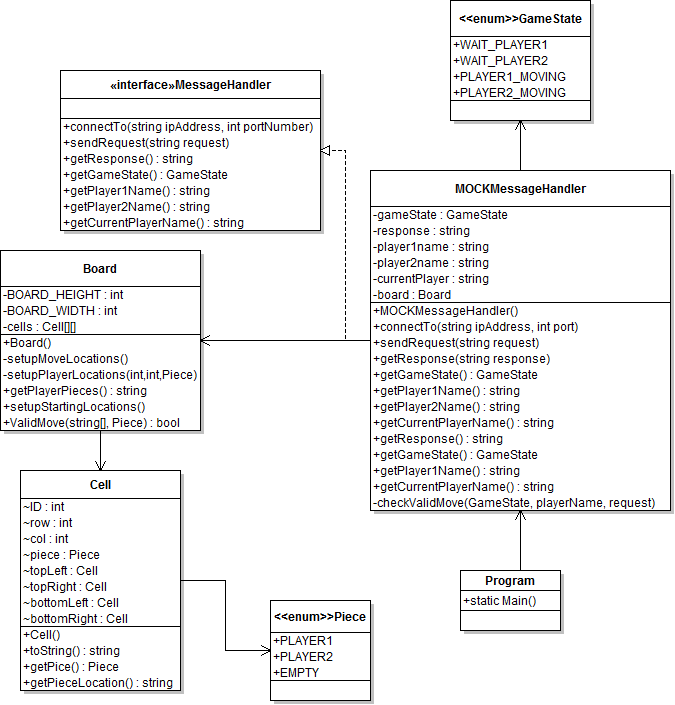 <<enum>>GameState
+WAIT_PLAYER1
+WAIT_PLAYER2
+PLAYER1_MOVING
+PLAYER2_MOVING
«interface»MessageHandler
+connectTo(string ipAddress, int portNumber)
+sendRequest(string request)
+getResponse() : string
+getGameState() : GameState
+getPlayer1Name() : string
+getPlayer2Name() : string
+getCurrentPlayerName() : string
MOCKMessageHandler
-gameState : GameState
-response : string
-player1name : string
-player2name : string
-currentPlayer : string
-board : Board
+MOCKMessageHandler()
+connectTo(string ipAddress, int port)
+sendRequest(string request)
+getResponse(string response)
+getGameState() : GameState
+getPlayer1Name() : string
+getPlayer2Name() : string
+getCurrentPlayerName() : string
+getResponse() : string
+getGameState() : GameState
+getPlayer1Name() : string
+getCurrentPlayerName() : string
-checkValidMove(GameState, playerName, request)
Board
-BOARD_HEIGHT : int
-BOARD_WIDTH : int
-cells : Cell[][]
+Board()
-setupMoveLocations()
-setupPlayerLocations(int,int,Piece)
+getPlayerPieces() : string
+setupStartingLocations()
+ValidMove(string[], Piece) : bool
Cell
~ID : int
~row : int
~col : int
~piece : Piece
~topLeft : Cell
~topRight : Cell
~bottomLeft : Cell
~bottomRight : Cell
+Cell()
+toString() : string
+getPice() : Piece
+getPieceLocation() : string
<<enum>>Piece
+PLAYER1
+PLAYER2
+EMPTY
Program
+static Main()